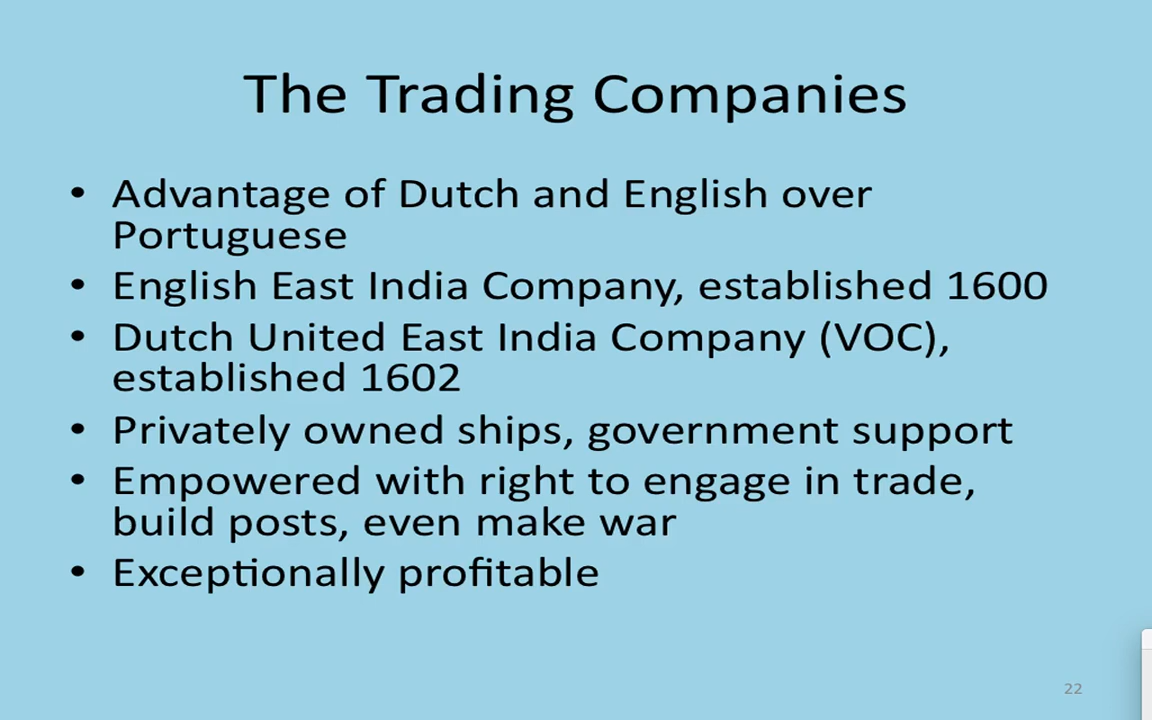 The Trading Companies
• Advantage of Dutch and English over
Portuguese
• English East India Company, established 1600
• Dutch United East India Company (VOC),
established 1602
• Privately owned ships, government support
• Empowered with right to engage in trade,
build posts, even make war
• Exceptionally profitable
22